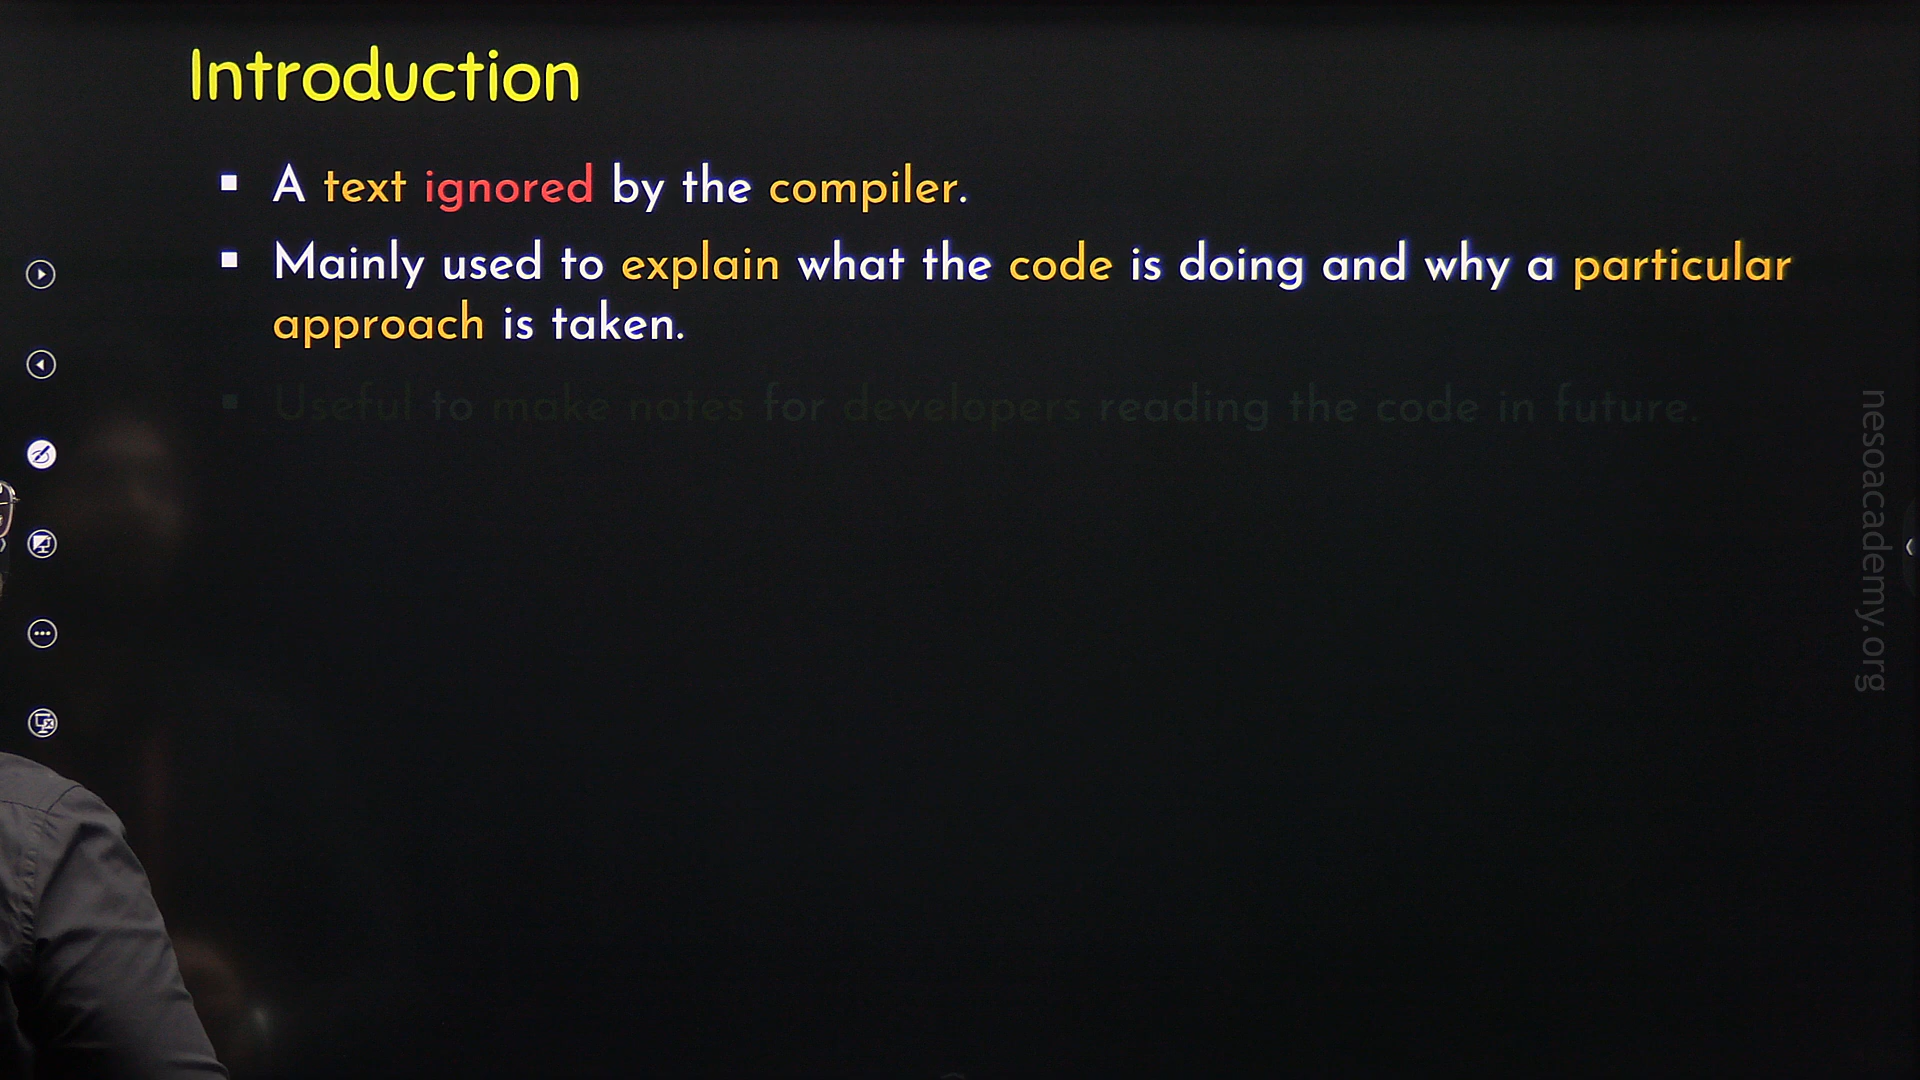 Introduction
▪ A text ignored by the compiler.
▪ Mainly used to explain what the code is doing and why a particular
approach is taken.
▪ Useful to make notes for developers reading the code in future.
nesoacademy.org